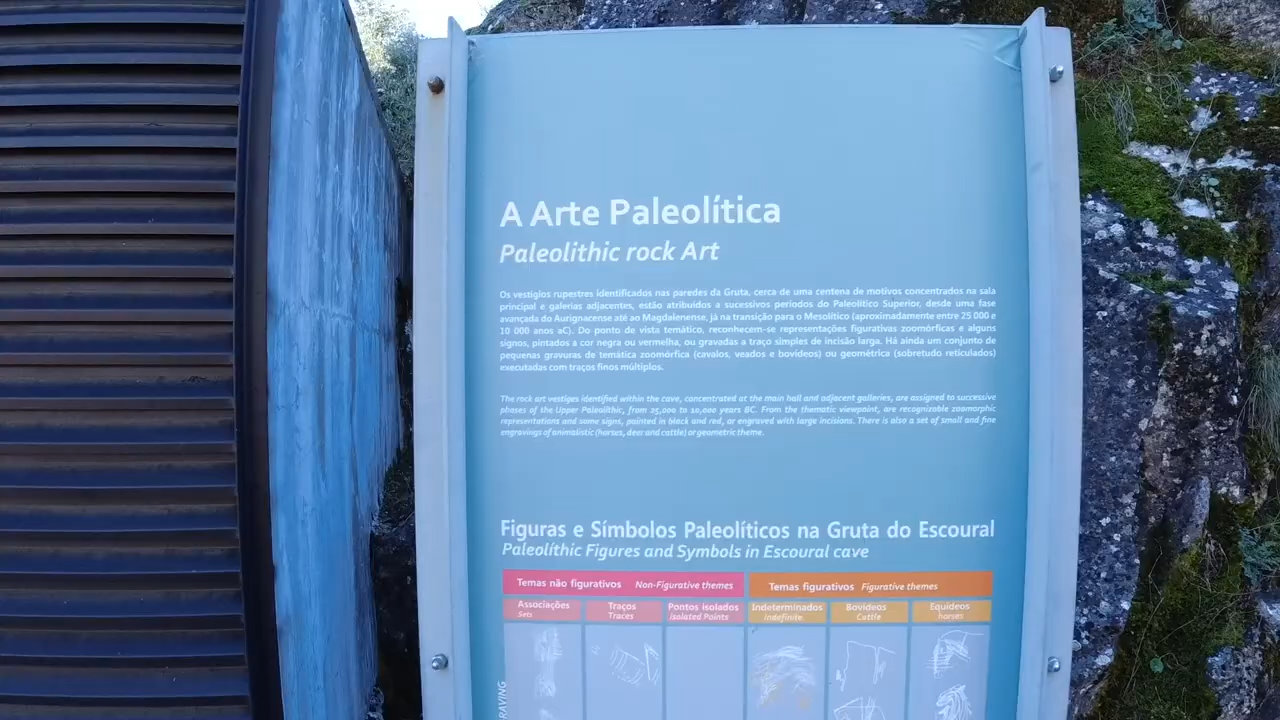 A Arte Paleolítica
Paleolithic rock Art
Os vestígios rupestres identificados nas paredes da Gruta, cerca de uma centena de motivos concentrados na sala
principal e galerias adjacentes, estão atribuídos a sucessivos períodos do Paleolítico Superior, desde uma fase
avançada do Aurignacense até ao Magdalenense, já na transição para o Mesolítico (aproximadamente entre 25 000 e
10 000 anos aC). Do ponto de vista temático, reconhecem-se representações figurativas zoomórficas e alguns
signos, pintados a cor negra ou vermelha, ou gravadas a traço simples de incisão larga. Há ainda um conjunto de
pequenas gravuras de temática zoomórfica (cavalos, veados e bovídeos) ou geométrica (sobretudo reticulados)
executadas com traços finos múltiplos.
The rock art vestiges identified within the cave, concentrated at the main hall and adjacent galleries, are assigned to successive
phases of the Upper Paleolithic, from 25,000 to 10,000 years BC. From the thematic viewpoint, are recognizable zoomorphic
representations and some signs, painted in black and red, or engraved with large incisions. There is also a set of small and fine
engravings of animalistic (horses, deer and cattle) or geometric theme.
Figuras e Símbolos Paleolíticos na Gruta do Escoural
Paleolithic Figures and Symbols in Escoural cave
Temas não figurativos Non-Figurative themes Temas figurativos Figurative themes
Associações Traços Pontos isolados Indeterminados Bovídeos Equídeos
Sets Traces Isolated Points Indefinite Cattle horses